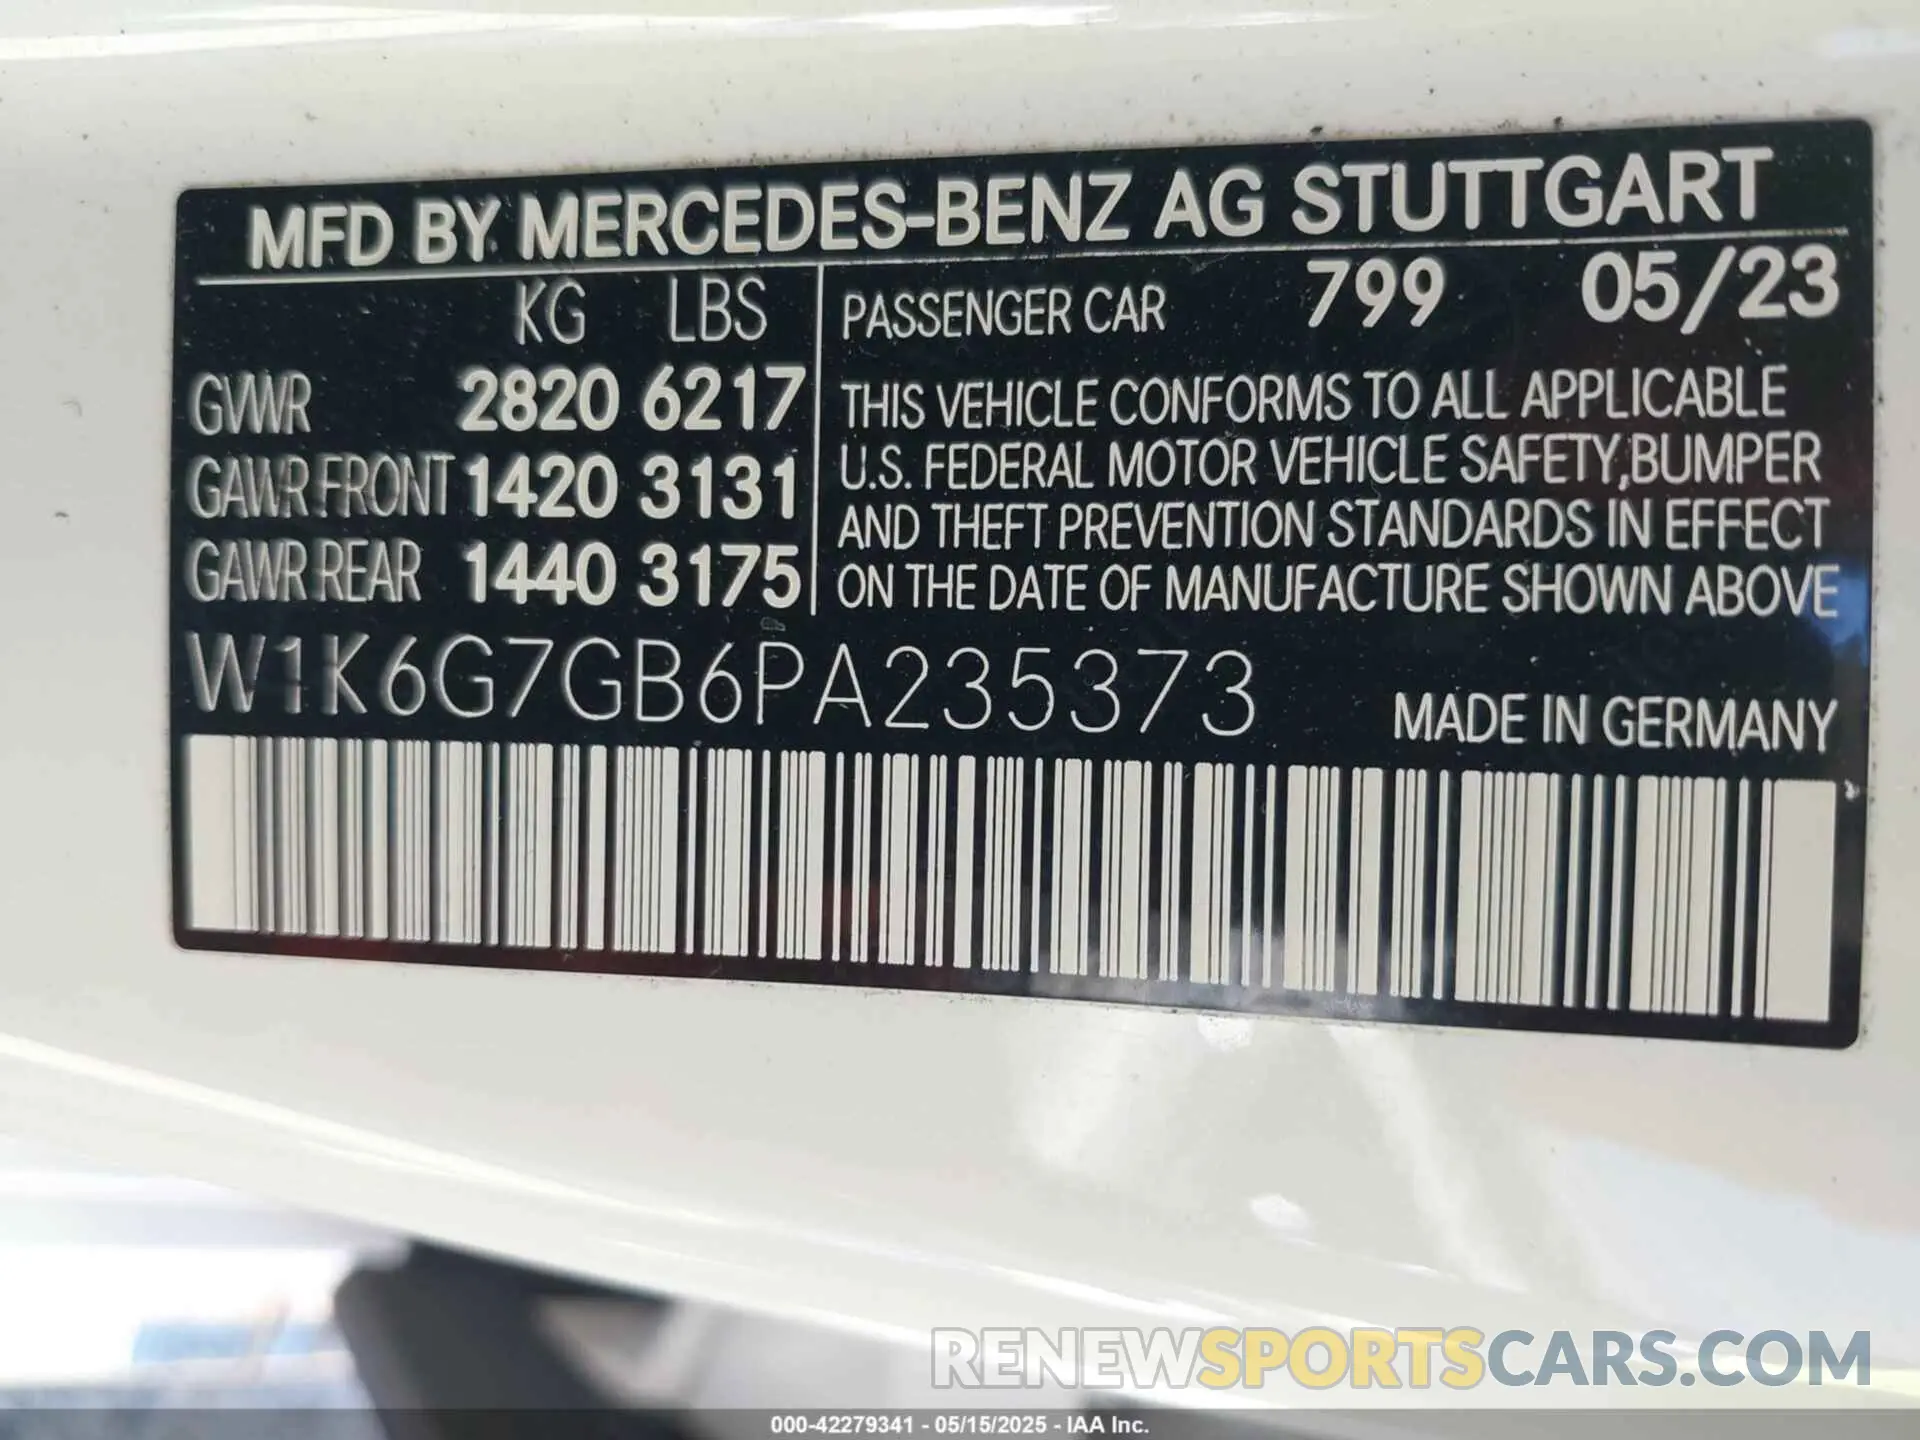 MFD BY MERCEDES-BENZ AG STUTTGART
KG LBS
GVWR 2820 6217
GAWR FRONT 1420 3131
GAWR REAR 1440 3175
PASSENGER CAR 799 05/23
THIS VEHICLE CONFORMS TO ALL APPLICABLE
U.S. FEDERAL MOTOR VEHICLE SAFETY,BUMPER
AND THEFT PREVENTION STANDARDS IN EFFECT
ON THE DATE OF MANUFACTURE SHOWN ABOVE
W1K6G7GB6PA235373
MADE IN GERMANY
RENEWSPORTSCARS.COM
000-42279341 - 05/15/2025 - IAA Inc.